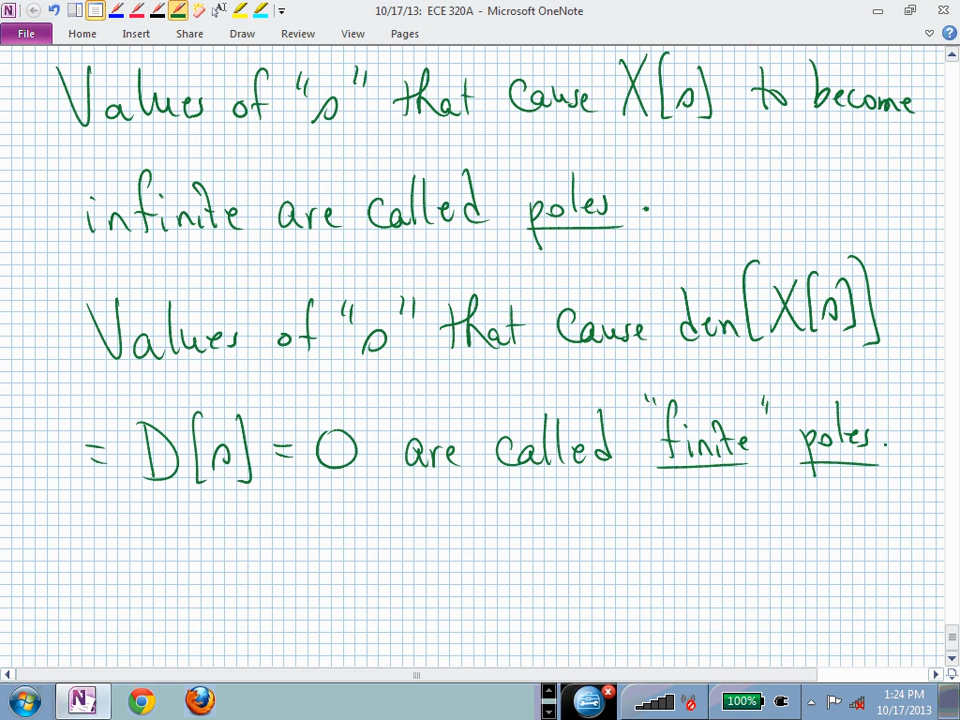 10/17/13: ECE 320A - Microsoft OneNote
File Home Insert Share Draw Review View Pages
Values of "s" that cause X[s] to become
infinite are called poles.
Values of "s" that cause den[X[s]]
= D[s] = 0 are called "finite" poles.
100% 1:24 PM
10/17/2013